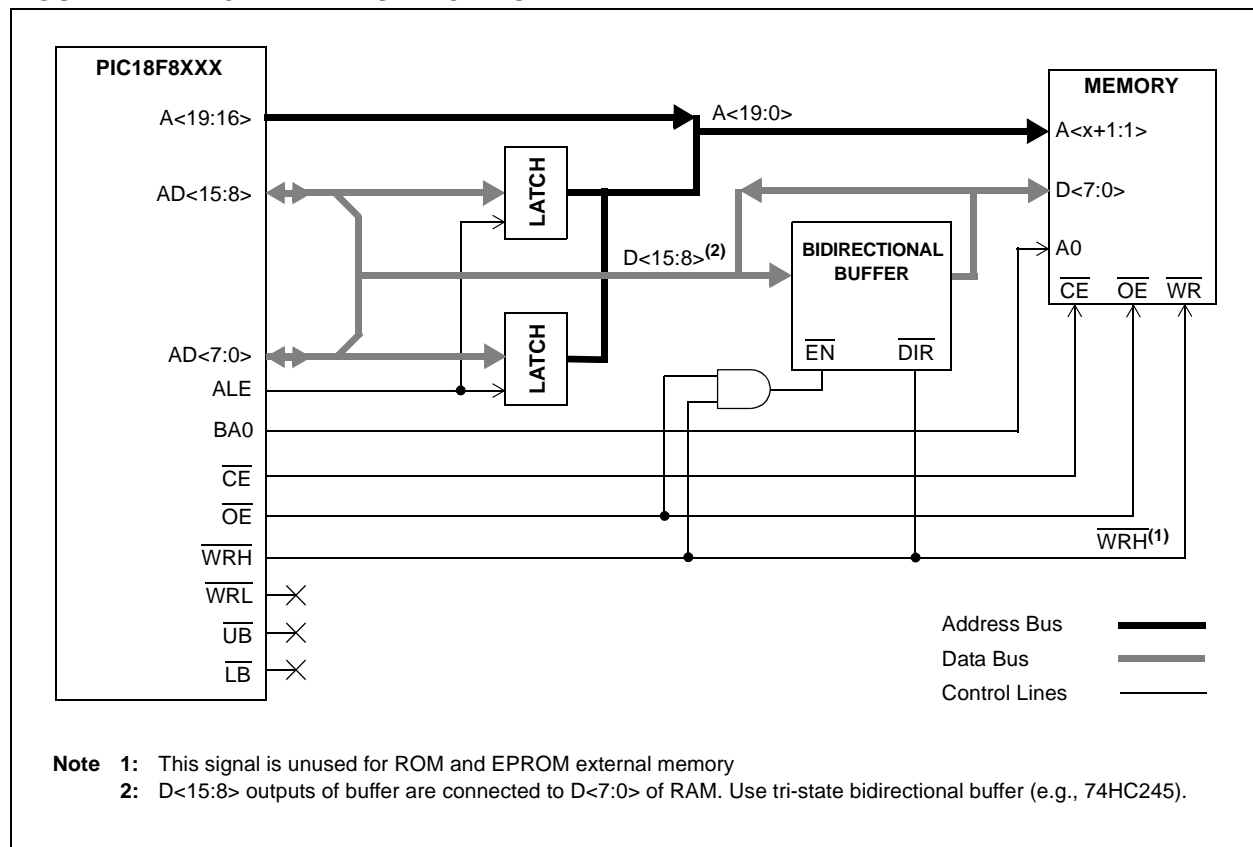 PIC18F8XXX
A<19:16>
AD<15:8>
AD<7:0>
ALE
BA0
CE
OE
WRH
WRL
UB
LB
LATCH
LATCH
A<19:0>
D<15:8>(2)
BIDIRECTIONAL
BUFFER
EN DIR
MEMORY
A<x+1:1>
D<7:0>
A0
CE OE WR
WRH(1)
Address Bus
Data Bus
Control Lines
Note 1: This signal is unused for ROM and EPROM external memory
2: D<15:8> outputs of buffer are connected to D<7:0> of RAM. Use tri-state bidirectional buffer (e.g., 74HC245).